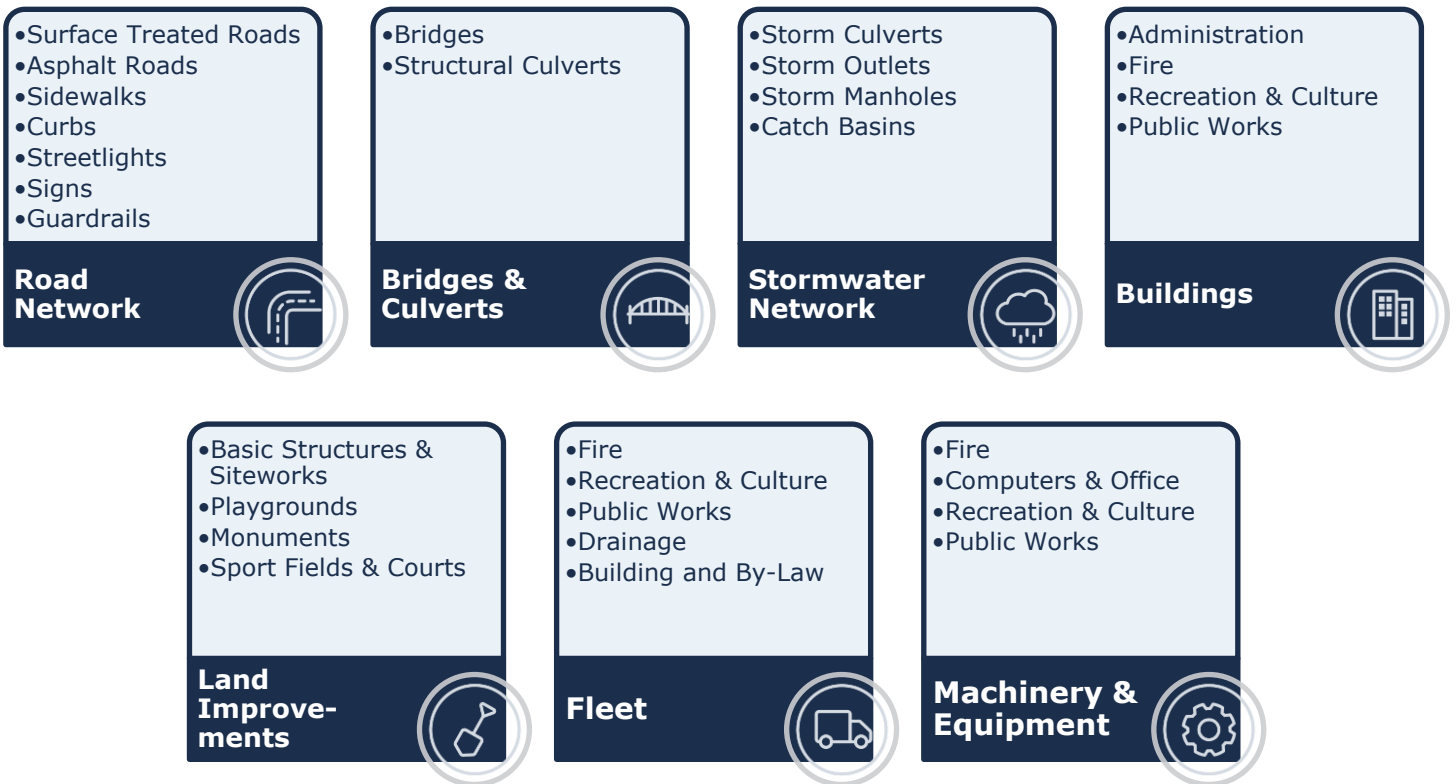 •Surface Treated Roads
•Asphalt Roads
•Sidewalks
•Curbs
•Streetlights
•Signs
•Guardrails
Road
Network
•Bridges
•Structural Culverts
Bridges &
Culverts
•Storm Culverts
•Storm Outlets
•Storm Manholes
•Catch Basins
Stormwater
Network
•Administration
•Fire
•Recreation & Culture
•Public Works
Buildings
•Basic Structures &
Siteworks
•Playgrounds
•Monuments
•Sport Fields & Courts
Land
Improve-
ments
•Fire
•Recreation & Culture
•Public Works
•Drainage
•Building and By-Law
Fleet
•Fire
•Computers & Office
•Recreation & Culture
•Public Works
Machinery &
Equipment